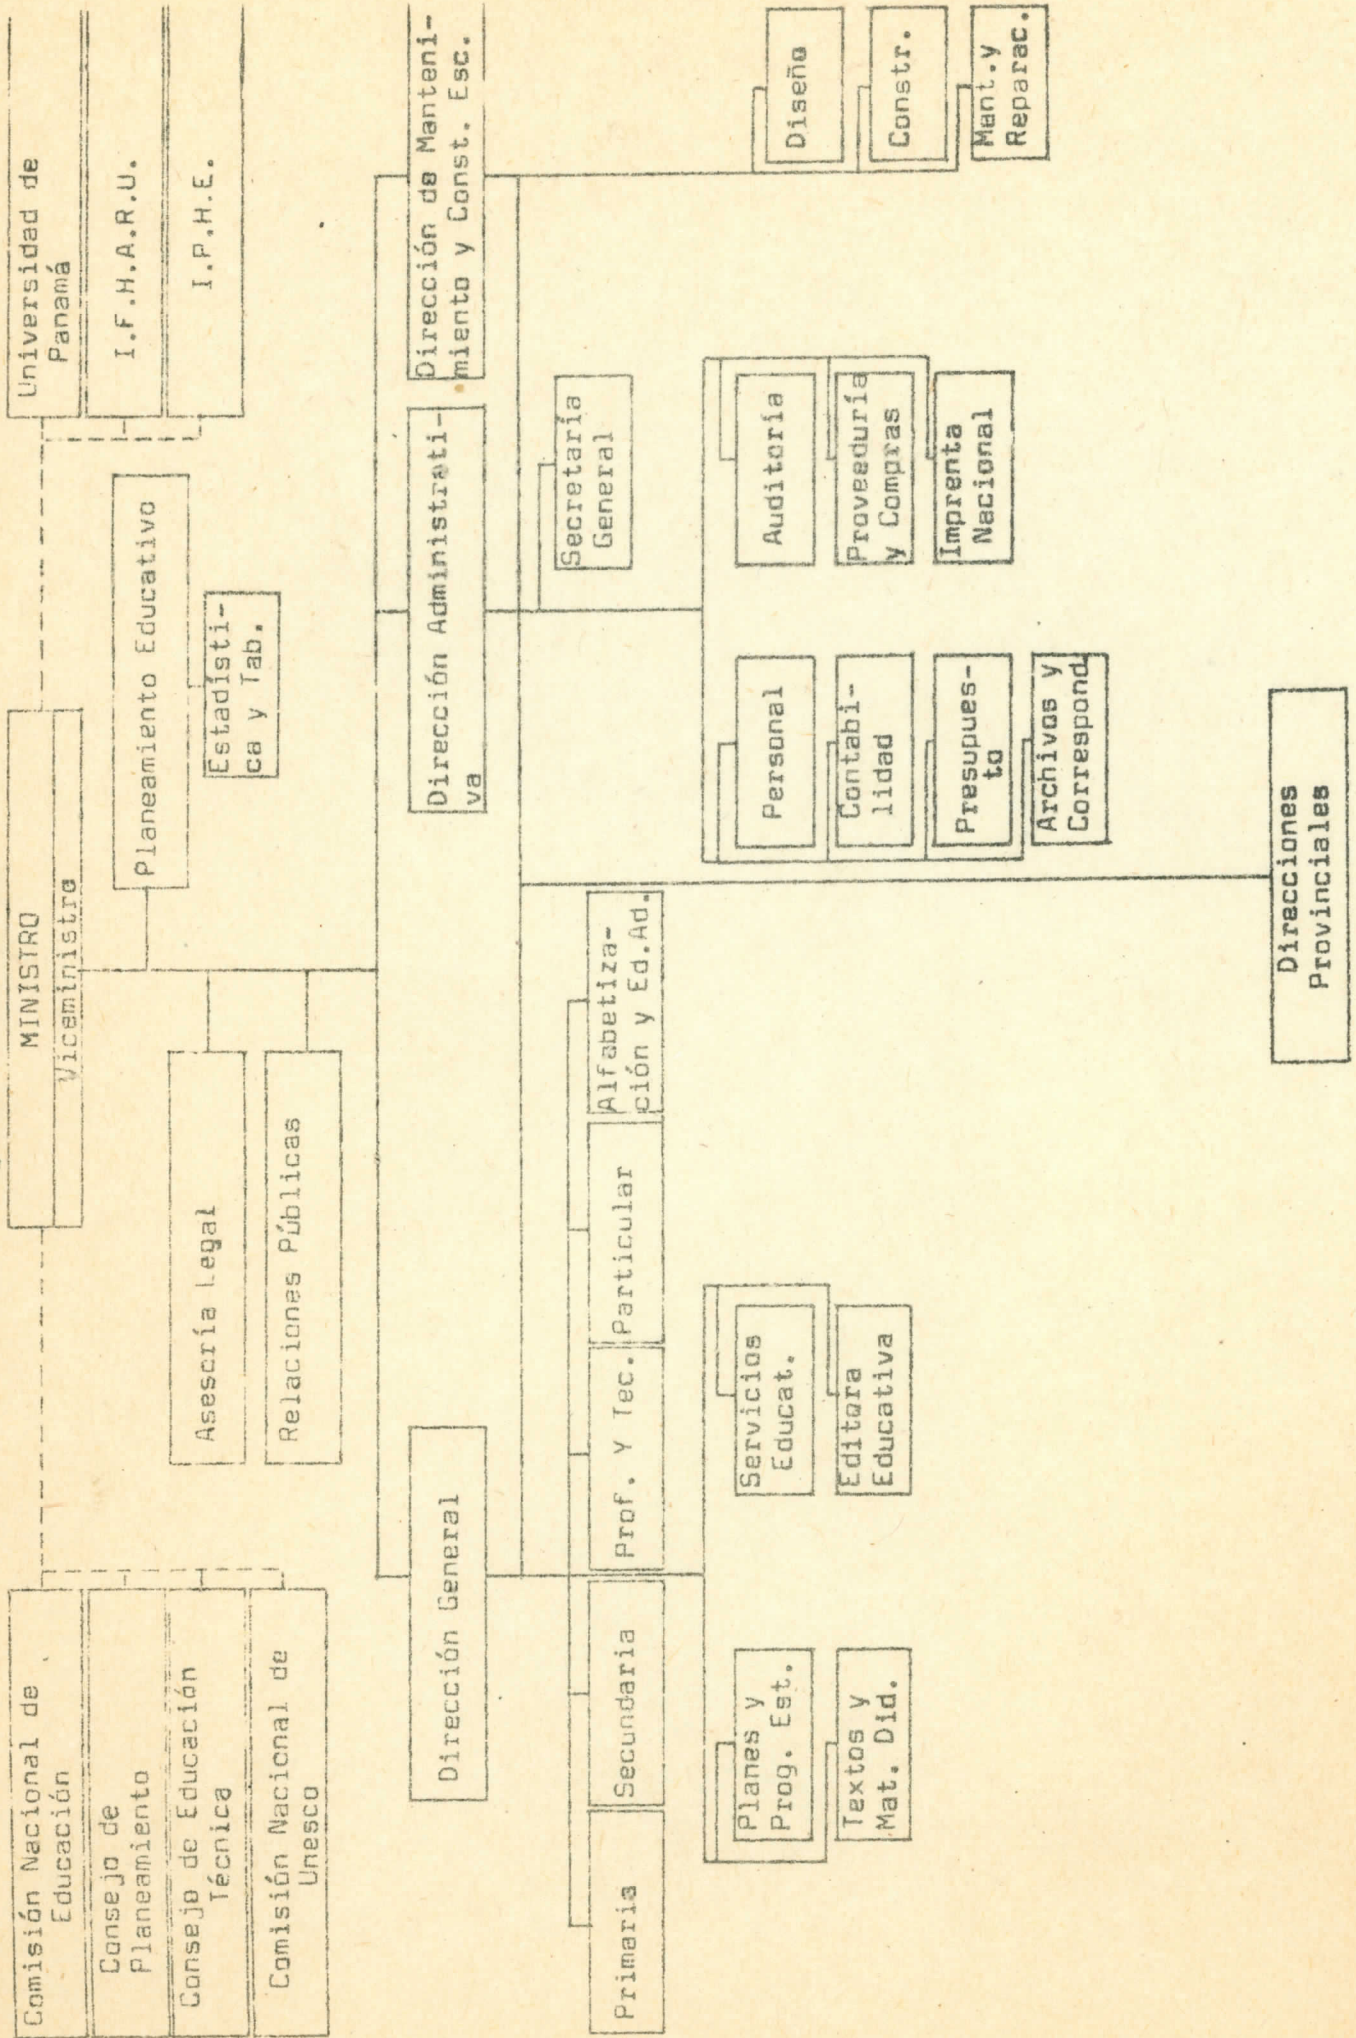 MINISTRO
Viceministro
Comisión Nacional de
Educación
Consejo de
Planeamiento
Consejo de Educación
Técnica
Comisión Nacional de
Unesco
Universidad de
Panamá
I.F.H.A.R.U.
I.P.H.E.
Planeamiento Educativo
Estadísti-
ca y Tab.
Asesoría Legal
Relaciones Públicas
Dirección General
Dirección Administrati-
va
Dirección de Manteni-
miento y Const. Esc.
Secretaría
General
Primaria
Secundaria
Prof. Y Tec.
Particular
Alfabetiza-
ción y Ed.Ad.
Planes y
Prog. Est.
Textos y
Mat. Did.
Servicios
Educat.
Editora
Educativa
Personal
Contabi-
lidad
Presupues-
to
Archivos y
Correspond
Auditoría
Proveeduría
y Compras
Imprenta
Nacional
Diseño
Constr.
Mant.y
Reparac.
Direcciones
Provinciales